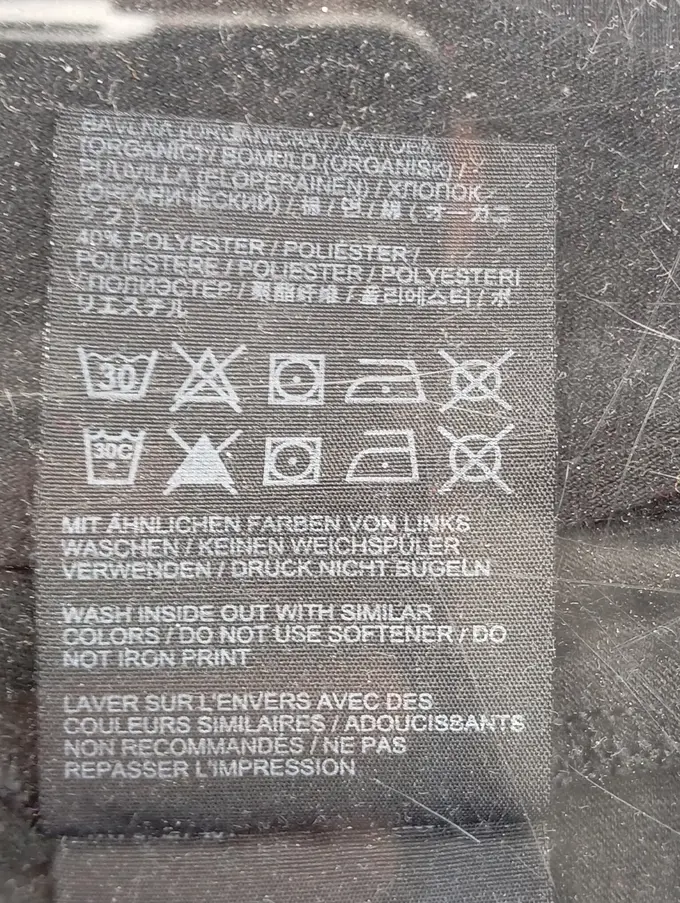 (ORGANIC) / BOMULD (ORGANISK) /
PUUVILLA (ELOPERÄINEN) / ХЛОПОК
(ОРГАНИЧЕСКИЙ) / 棉 / 면 / 綿 ( オーガニ
ック )
40% POLYESTER / POLIÉSTER /
POLIESTERE / POLIESTER / POLYESTERI
/ ПОЛИЭСТЕР / 聚酯纤维 / 폴리에스터 / ポ
リエステル
30
30C
MIT ÄHNLICHEN FARBEN VON LINKS
WASCHEN / KEINEN WEICHSPÜLER
VERWENDEN / DRUCK NICHT BÜGELN
WASH INSIDE OUT WITH SIMILAR
COLORS / DO NOT USE SOFTENER / DO
NOT IRON PRINT
LAVER SUR L'ENVERS AVEC DES
COULEURS SIMILAIRES / ADOUCISSANTS
NON RECOMMANDÉS / NE PAS
REPASSER L'IMPRESSION